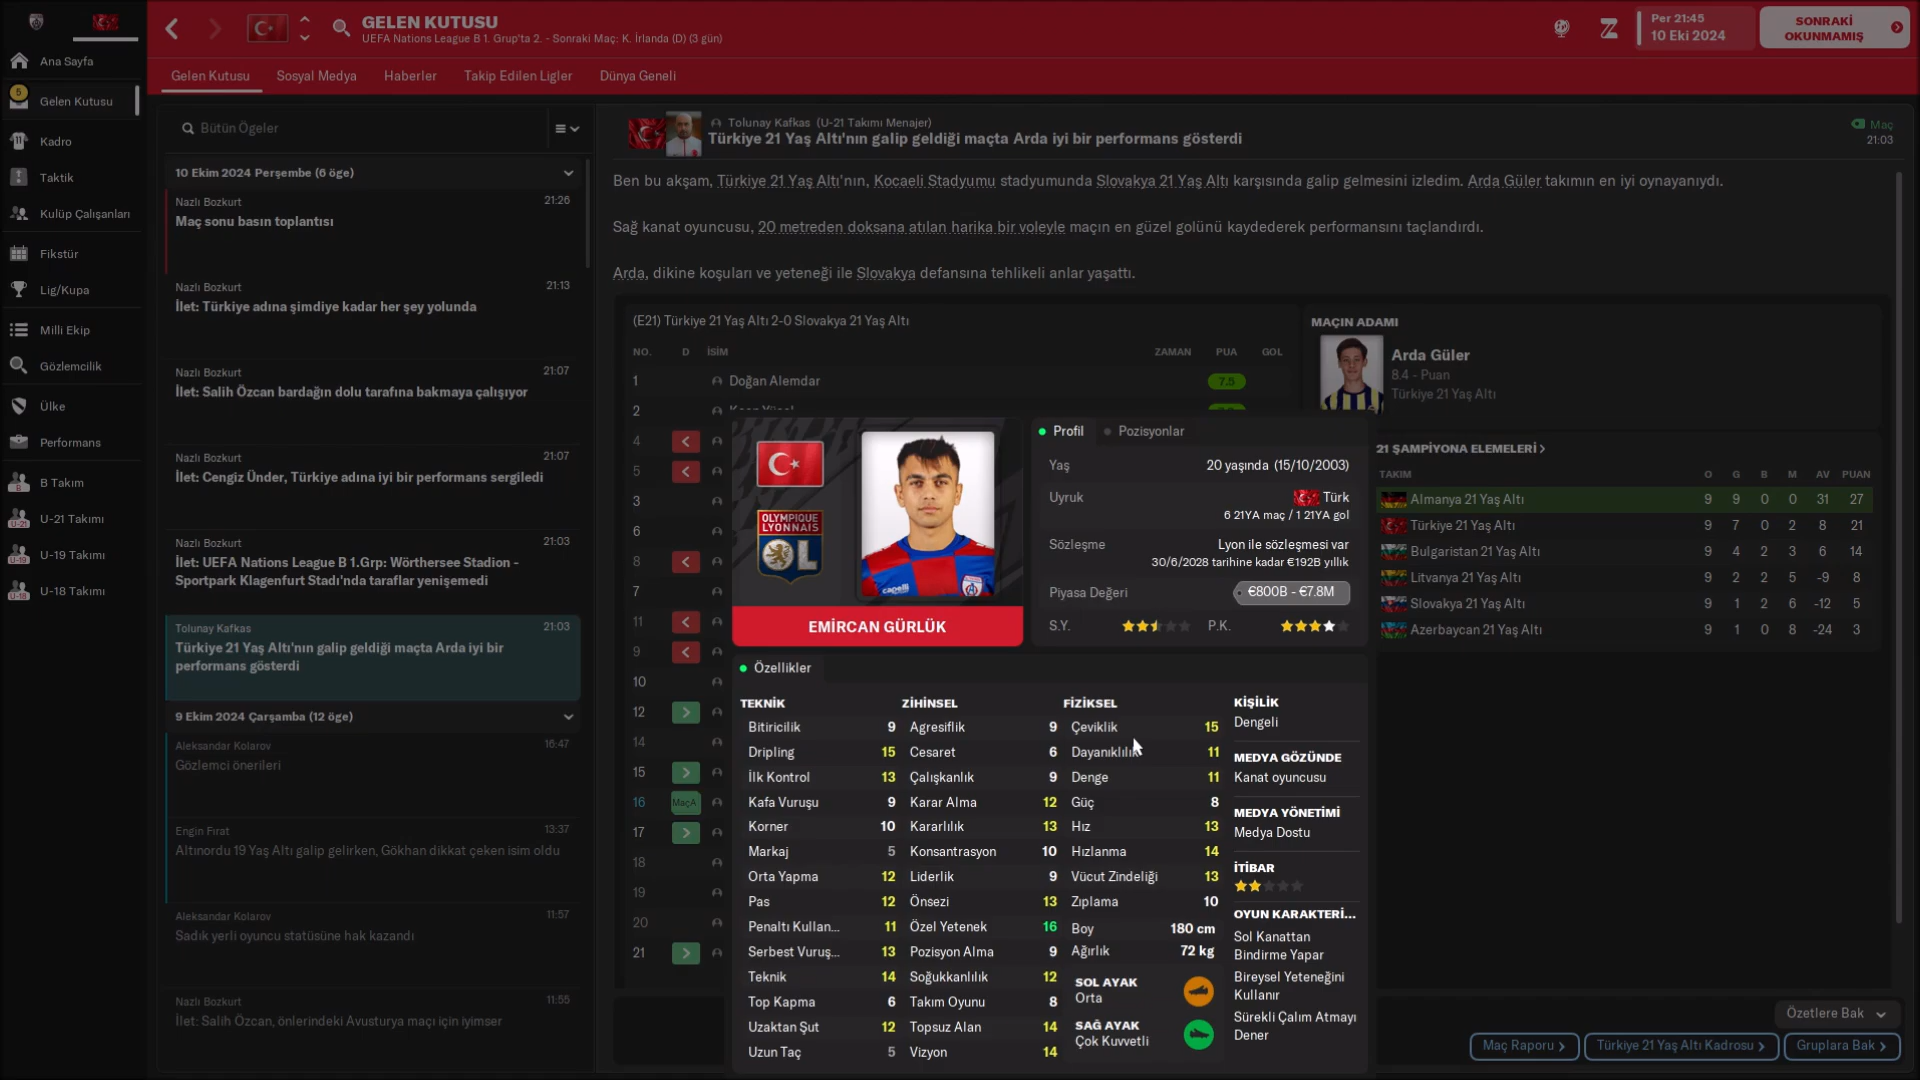 Ana Sayfa
5
Gelen Kutusu
Kadro
Taktik
Kulüp Çalışanları
Fikstür
Lig/Kupa
Milli Ekip
Gözlemcilik
Ülke
Performans
B Takım
U-21 Takımı
U-19 Takımı
U-18 Takımı
GELEN KUTUSU
UEFA Nations League B 1. Grup'ta 2. - Sonraki Maç: K. İrlanda (D) (3 gün)
Per 21:45
10 Eki 2024
SONRAKİ
OKUNMAMIŞ
Gelen Kutusu
Sosyal Medya
Haberler
Takip Edilen Ligler
Dünya Geneli
Bütün Ögeler
10 Ekim 2024 Perşembe (6 öge)
Nazlı Bozkurt 21:26
Maç sonu basın toplantısı
Nazlı Bozkurt 21:13
İlet: Türkiye adına şimdiye kadar her şey yolunda
Nazlı Bozkurt 21:07
İlet: Salih Özcan bardağın dolu tarafına bakmaya çalışıyor
Nazlı Bozkurt 21:07
İlet: Cengiz Ünder, Türkiye adına iyi bir performans sergiledi
Nazlı Bozkurt 21:03
İlet: UEFA Nations League B 1.Grp: Wörthersee Stadion -
Sportpark Klagenfurt Stadı'nda taraflar yenişemedi
Tolunay Kafkas 21:03
Türkiye 21 Yaş Altı'nın galip geldiği maçta Arda iyi bir
performans gösterdi
9 Ekim 2024 Çarşamba (12 öge)
Aleksandar Kolarov 16:47
Gözlemci önerileri
Engin Fırat 13:37
Altınordu 19 Yaş Altı galip gelirken, Gökhan dikkat çeken isim oldu
Aleksandar Kolarov 11:57
Sadık yerli oyuncu statüsüne hak kazandı
Nazlı Bozkurt 11:55
İlet: Salih Özcan, önlerindeki Avusturya maçı için iyimser
Tolunay Kafkas (U-21 Takımı Menajer)
Türkiye 21 Yaş Altı'nın galip geldiği maçta Arda iyi bir performans gösterdi
Maç
21:03
Ben bu akşam, Türkiye 21 Yaş Altı'nın, Kocaeli Stadyumu stadyumunda Slovakya 21 Yaş Altı karşısında galip gelmesini izledim. Arda Güler takımın en iyi oynayanıydı.
Sağ kanat oyuncusu, 20 metreden doksana atılan harika bir voleyle maçın en güzel golünü kaydederek performansını taçlandırdı.
Arda, dikine koşuları ve yeteneği ile Slovakya defansına tehlikeli anlar yaşattı.
(E21) Türkiye 21 Yaş Altı 2-0 Slovakya 21 Yaş Altı
NO. D İSİM ZAMAN PUA GOL
1 Doğan Alemdar 7.5
2
4
5
3
6
8
7
11
9
10
12
14
15
16 MaçA
17
18
19
20
21
MAÇIN ADAMI
Arda Güler
8.4 - Puan
Türkiye 21 Yaş Altı
21 ŞAMPİYONA ELEMELERİ
TAKIM O G B M AV PUAN
Almanya 21 Yaş Altı 9 9 0 0 31 27
Türkiye 21 Yaş Altı 9 7 0 2 8 21
Bulgaristan 21 Yaş Altı 9 4 2 3 6 14
Litvanya 21 Yaş Altı 9 2 2 5 -9 8
Slovakya 21 Yaş Altı 9 1 2 6 -12 5
Azerbaycan 21 Yaş Altı 9 1 0 8 -24 3
OLYMPIQUE
LYONNAIS
OL
capelli
EMİRCAN GÜRLÜK
Profil
Pozisyonlar
Yaş 20 yaşında (15/10/2003)
Uyruk Türk
6 21YA maç / 1 21YA gol
Sözleşme Lyon ile sözleşmesi var
30/6/2028 tarihine kadar €192B yıllık
Piyasa Değeri €800B - €7.8M
S.Y. P.K.
Özellikler
TEKNİK
Bitiricilik 9
Dripling 15
İlk Kontrol 13
Kafa Vuruşu 9
Korner 10
Markaj 5
Orta Yapma 12
Pas 12
Penaltı Kullan... 11
Serbest Vuruş... 13
Teknik 14
Top Kapma 6
Uzaktan Şut 12
Uzun Taç 5
ZİHİNSEL
Agresiflik 9
Cesaret 6
Çalışkanlık 9
Karar Alma 12
Kararlılık 13
Konsantrasyon 10
Liderlik 9
Önsezi 13
Özel Yetenek 16
Pozisyon Alma 9
Soğukkanlılık 12
Takım Oyunu 8
Topsuz Alan 14
Vizyon 14
FİZİKSEL
Çeviklik 15
Dayanıklılık 11
Denge 11
Güç 8
Hız 13
Hızlanma 14
Vücut Zindeliği 13
Zıplama 10
Boy 180 cm
Ağırlık 72 kg
SOL AYAK
Orta
SAĞ AYAK
Çok Kuvvetli
KİŞİLİK
Dengeli
MEDYA GÖZÜNDE
Kanat oyuncusu
MEDYA YÖNETİMİ
Medya Dostu
İTİBAR
OYUN KARAKTERİ...
Sol Kanattan
Bindirme Yapar
Bireysel Yeteneğini
Kullanır
Sürekli Çalım Atmayı
Dener
Özetlere Bak
Maç Raporu
Türkiye 21 Yaş Altı Kadrosu
Gruplara Bak